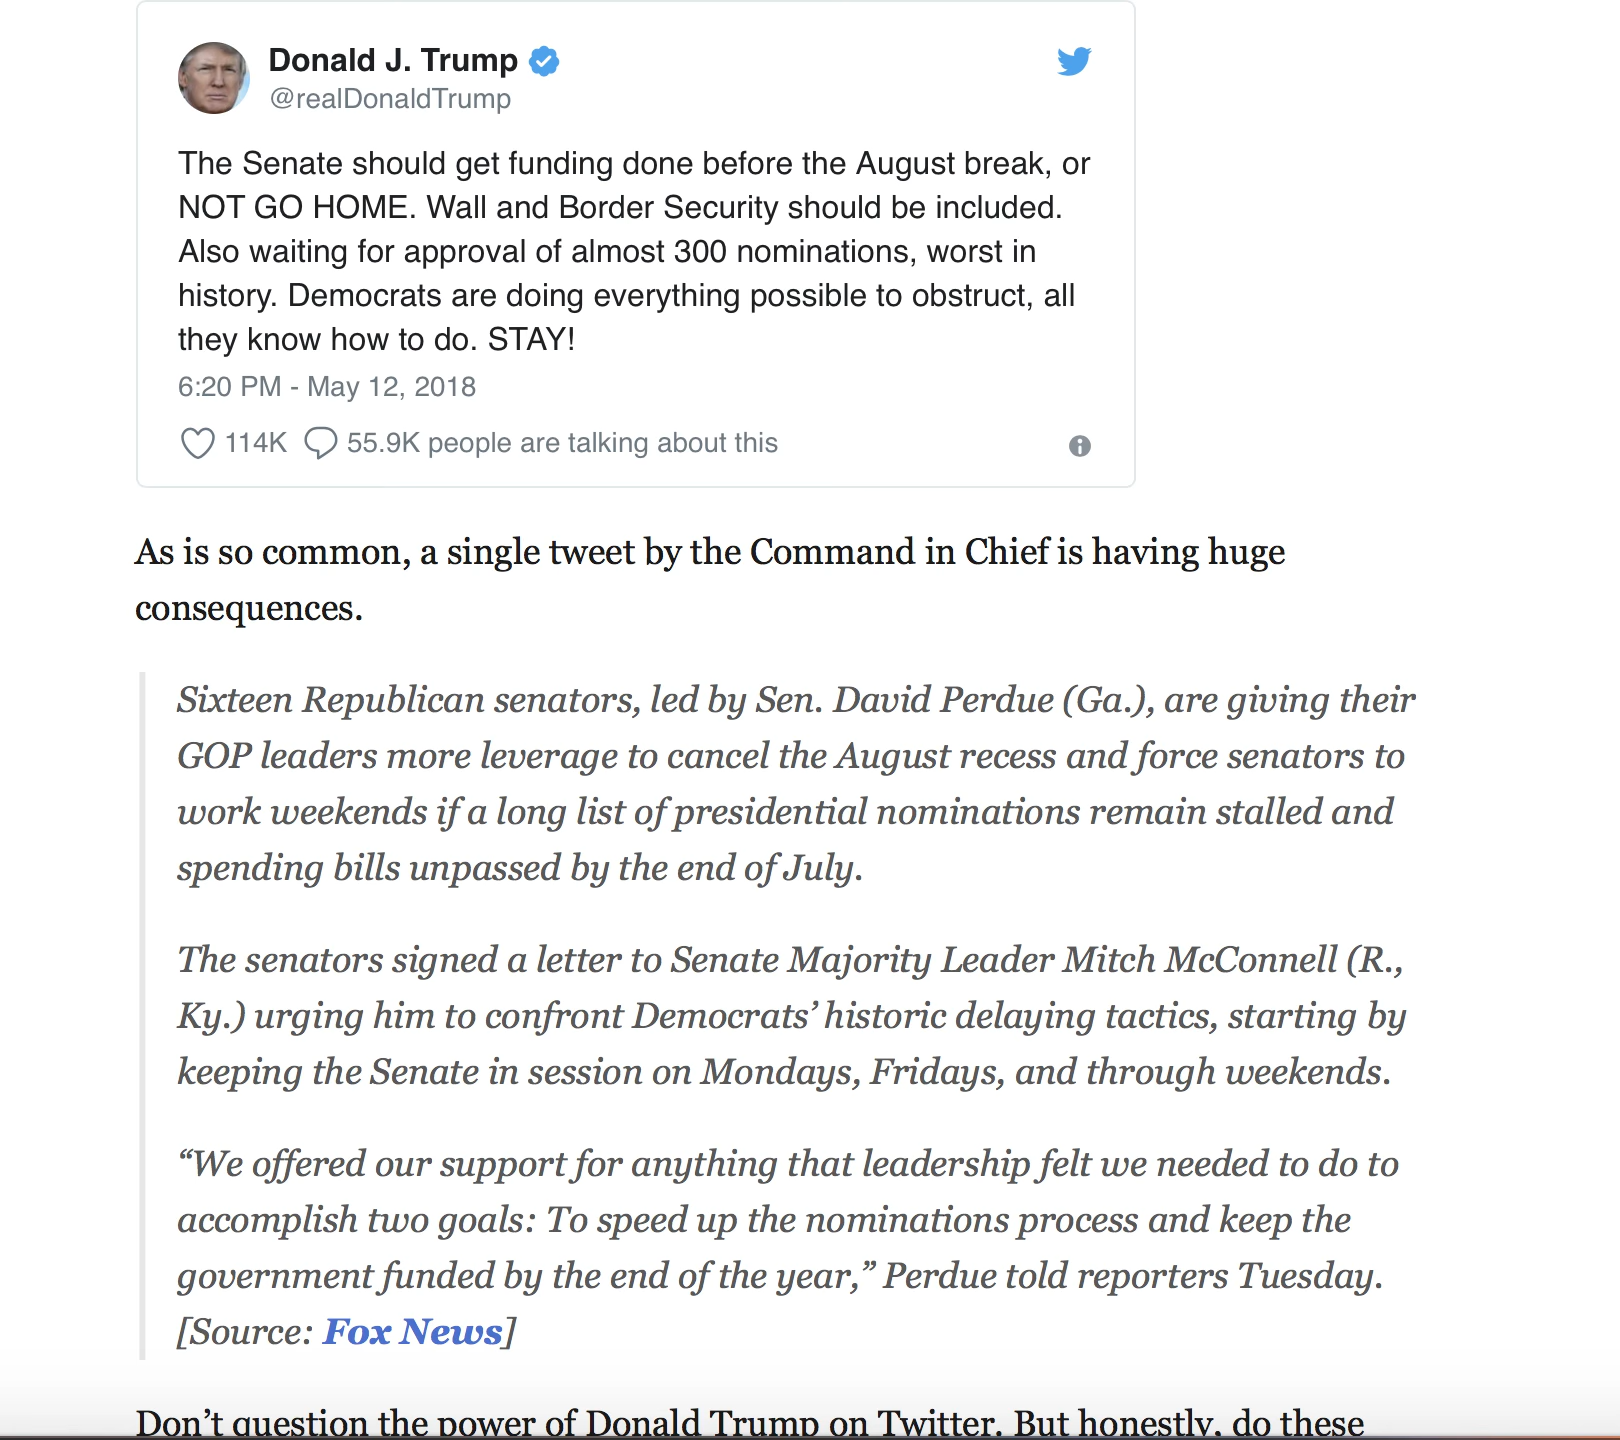 Donald J. Trump
@realDonaldTrump
The Senate should get funding done before the August break, or
NOT GO HOME. Wall and Border Security should be included.
Also waiting for approval of almost 300 nominations, worst in
history. Democrats are doing everything possible to obstruct, all
they know how to do. STAY!
6:20 PM - May 12, 2018
114K 55.9K people are talking about this
As is so common, a single tweet by the Command in Chief is having huge
consequences.
Sixteen Republican senators, led by Sen. David Perdue (Ga.), are giving their
GOP leaders more leverage to cancel the August recess and force senators to
work weekends if a long list of presidential nominations remain stalled and
spending bills unpassed by the end of July.
The senators signed a letter to Senate Majority Leader Mitch McConnell (R.,
Ky.) urging him to confront Democrats’ historic delaying tactics, starting by
keeping the Senate in session on Mondays, Fridays, and through weekends.
“We offered our support for anything that leadership felt we needed to do to
accomplish two goals: To speed up the nominations process and keep the
government funded by the end of the year,” Perdue told reporters Tuesday.
[Source: Fox News]
Don’t question the power of Donald Trump on Twitter. But honestly, do these